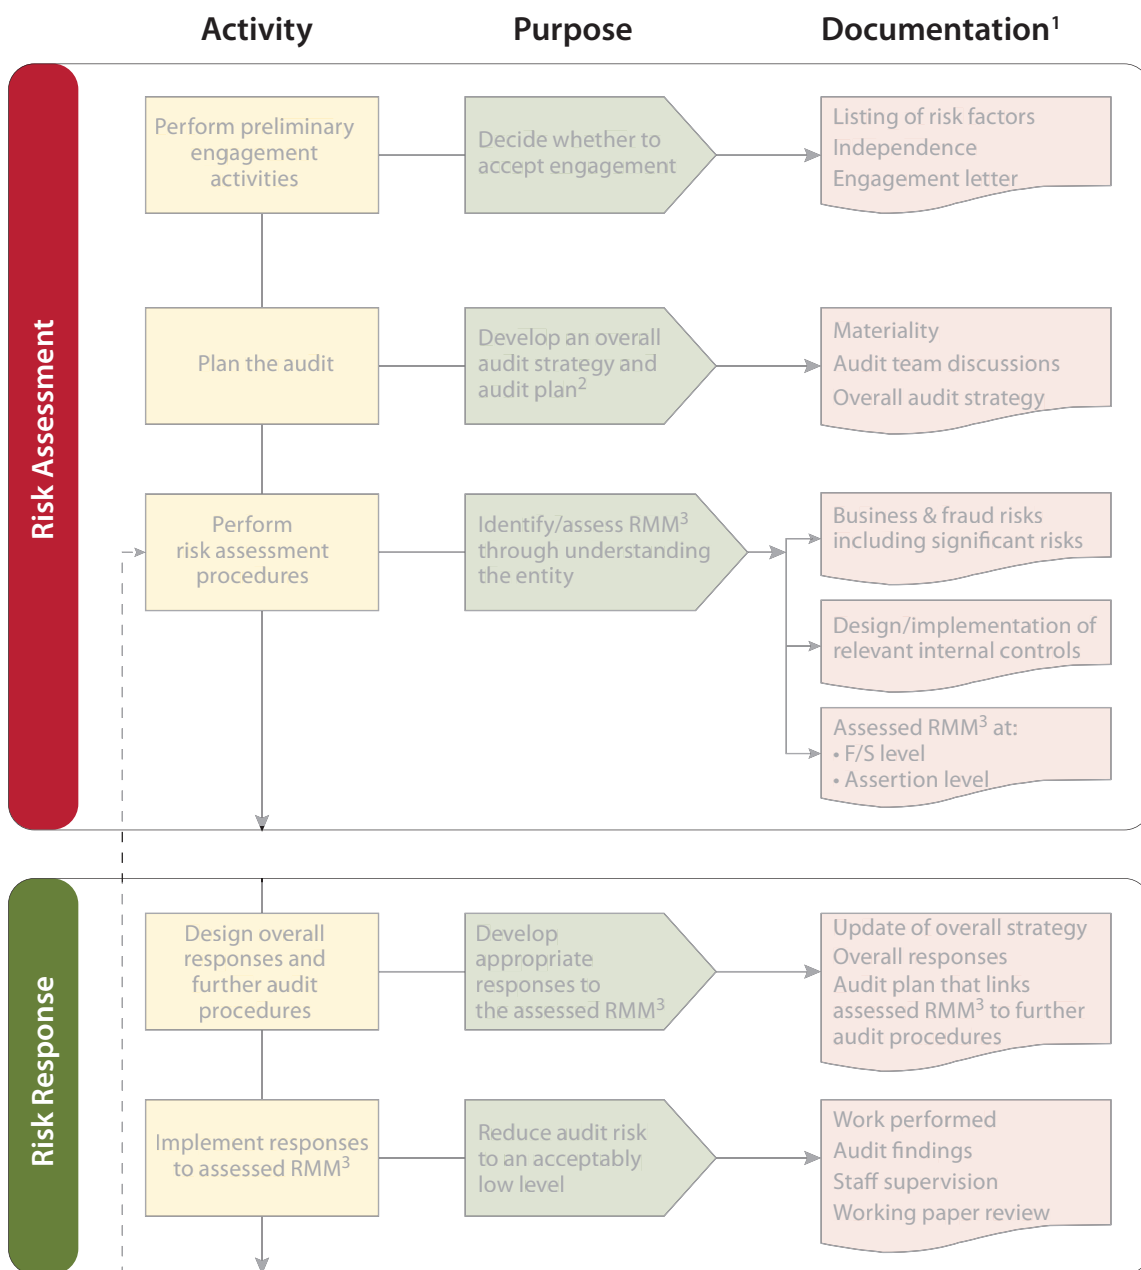 Activity
Purpose
Documentation1
Risk Assessment
Perform preliminary
engagement
activities
Decide whether to
accept engagement
Listing of risk factors
Independence
Engagement letter
Plan the audit
Develop an overall
audit strategy and
audit plan2
Materiality
Audit team discussions
Overall audit strategy
Perform
risk assessment
procedures
Identify/assess RMM3
through understanding
the entity
Business & fraud risks
including significant risks
Design/implementation of
relevant internal controls
Assessed RMM3 at:
• F/S level
• Assertion level
Risk Response
Design overall
responses and
further audit
procedures
Develop
appropriate
responses to
the assessed RMM3
Update of overall strategy
Overall responses
Audit plan that links
assessed RMM3 to further
audit procedures
Implement responses
to assessed RMM3
Reduce audit risk
to an acceptably
low level
Work performed
Audit findings
Staff supervision
Working paper review